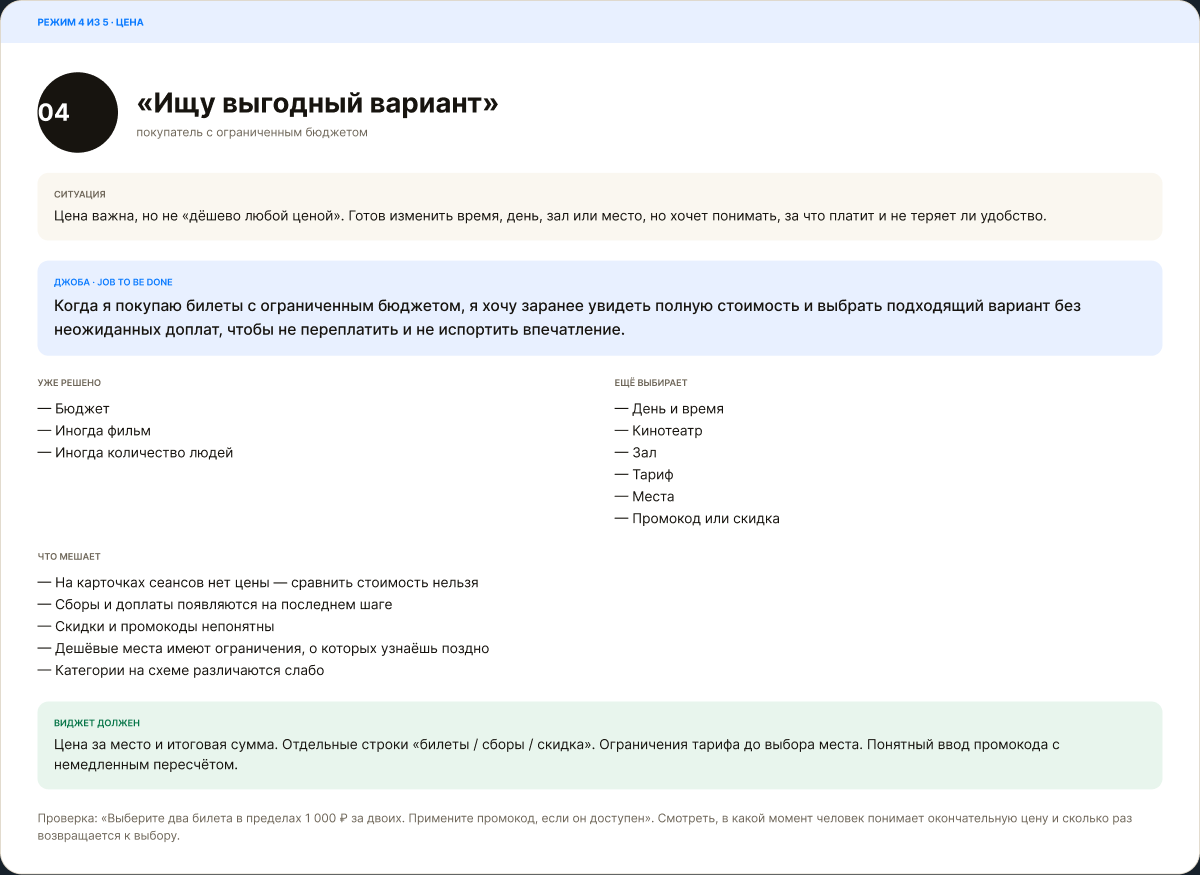 РЕЖИМ 4 ИЗ 5 · ЦЕНА
04
«Ищу выгодный вариант»
покупатель с ограниченным бюджетом
СИТУАЦИЯ
Цена важна, но не «дёшево любой ценой». Готов изменить время, день, зал или место, но хочет понимать, за что платит и не теряет ли удобство.
ДЖОБА · JOB TO BE DONE
Когда я покупаю билеты с ограниченным бюджетом, я хочу заранее увидеть полную стоимость и выбрать подходящий вариант без
неожиданных доплат, чтобы не переплатить и не испортить впечатление.
УЖЕ РЕШЕНО
— Бюджет
— Иногда фильм
— Иногда количество людей
ЕЩЁ ВЫБИРАЕТ
— День и время
— Кинотеатр
— Зал
— Тариф
— Места
— Промокод или скидка
ЧТО МЕШАЕТ
— На карточках сеансов нет цены — сравнить стоимость нельзя
— Сборы и доплаты появляются на последнем шаге
— Скидки и промокоды непонятны
— Дешёвые места имеют ограничения, о которых узнаёшь поздно
— Категории на схеме различаются слабо
ВИДЖЕТ ДОЛЖЕН
Цена за место и итоговая сумма. Отдельные строки «билеты / сборы / скидка». Ограничения тарифа до выбора места. Понятный ввод промокода с
немедленным пересчётом.
Проверка: «Выберите два билета в пределах 1 000 ₽ за двоих. Примените промокод, если он доступен». Смотреть, в какой момент человек понимает окончательную цену и сколько раз
возвращается к выбору.